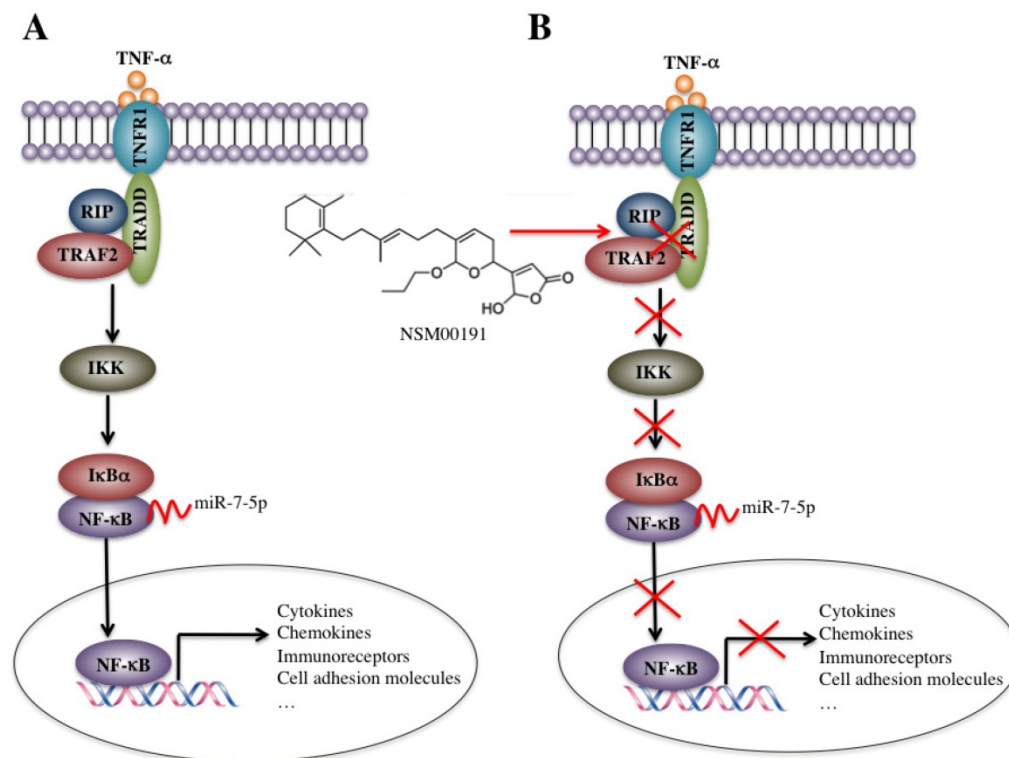 A
TNF-α
TNFR1
TRADD
RIP
TRAF2
IKK
IκBα
NF-κB
miR-7-5p
NF-κB
Cytokines
Chemokines
Immunoreceptors
Cell adhesion molecules
...
O
O
O
O
HO
NSM00191
B
TNF-α
TNFR1
TRADD
RIP
TRAF2
IKK
IκBα
NF-κB
miR-7-5p
NF-κB
Cytokines
Chemokines
Immunoreceptors
Cell adhesion molecules
...